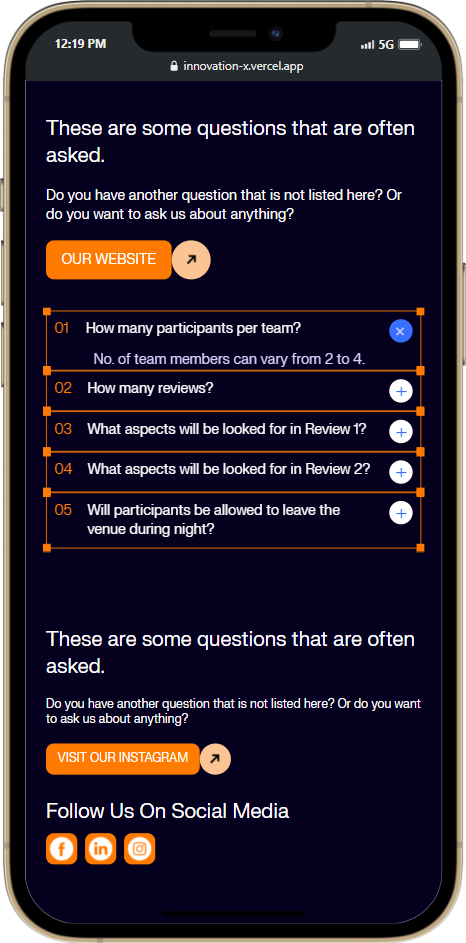 12:19 PM
5G
innovation-x.vercel.app
These are some questions that are often
asked.
Do you have another question that is not listed here? Or
do you want to ask us about anything?
OUR WEBSITE
01 How many participants per team?
No. of team members can vary from 2 to 4.
02 How many reviews?
03 What aspects will be looked for in Review 1?
04 What aspects will be looked for in Review 2?
05 Will participants be allowed to leave the
venue during night?
These are some questions that are often
asked.
Do you have another question that is not listed here? Or do you want
to ask us about anything?
VISIT OUR INSTAGRAM
Follow Us On Social Media
f
in